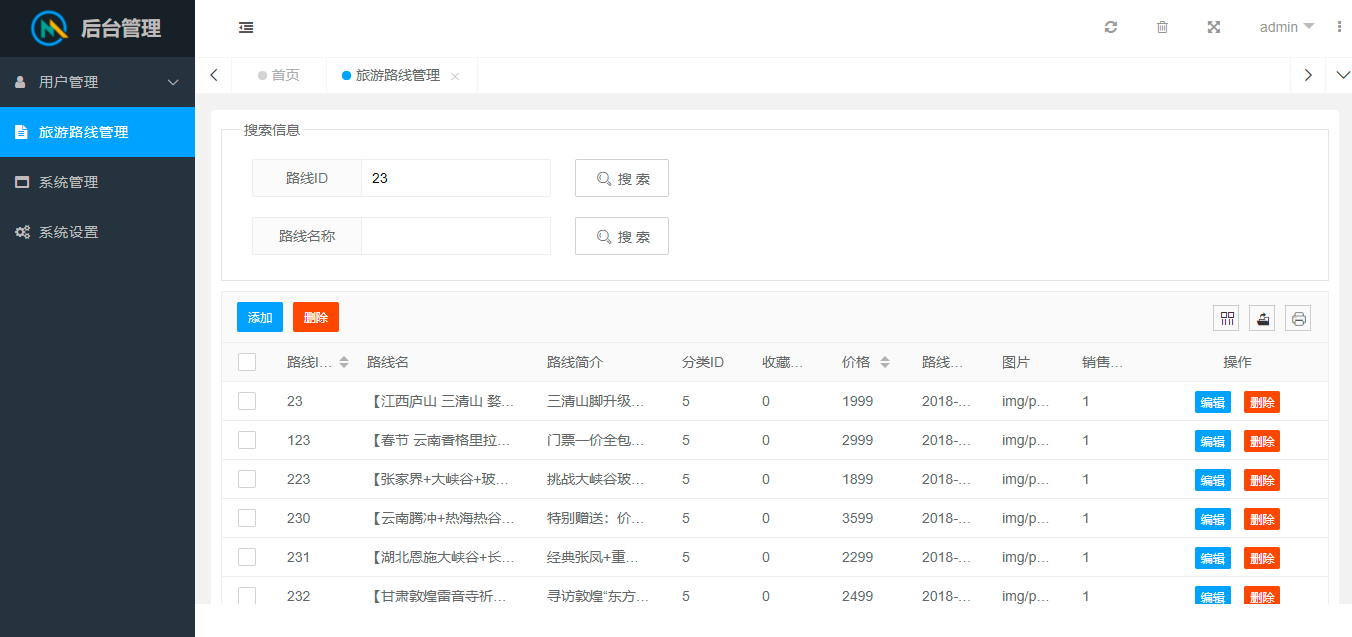 后台管理
admin
用户管理
首页
旅游路线管理
旅游路线管理
系统管理
系统设置
搜索信息
路线ID 23 搜 索
路线名称 搜 索
添加 删除
路线I... 路线名 路线简介 分类ID 收藏... 价格 路线... 图片 销售... 操作
23 【江西庐山 三清山 婺... 三清山脚升级... 5 0 1999 2018-... img/p... 1 编辑 删除
123 【春节 云南香格里拉... 门票一价全包... 5 0 2999 2018-... img/p... 1 编辑 删除
223 【张家界+大峡谷+玻... 挑战大峡谷玻... 5 0 1899 2018-... img/p... 1 编辑 删除
230 【云南腾冲+热海热谷... 特别赠送：价... 5 0 3599 2018-... img/p... 1 编辑 删除
231 【湖北恩施大峡谷+长... 经典张凤+重... 5 0 2299 2018-... img/p... 1 编辑 删除
232 【甘肃敦煌雷音寺祈... 寻访敦煌“东方... 5 0 2499 2018-... img/p... 1 编辑 删除